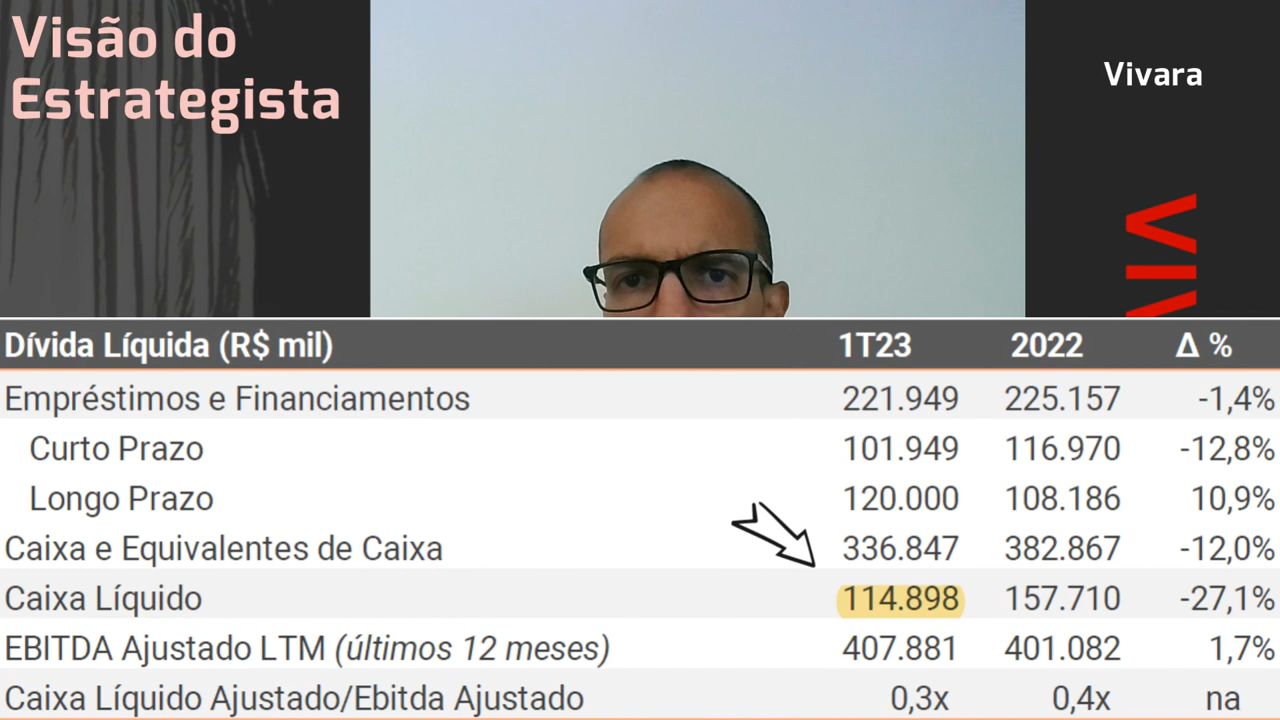 Visão do
Estrategista
Vivara
VIV
Dívida Líquida (R$ mil) 1T23 2022 Δ %
Empréstimos e Financiamentos 221.949 225.157 -1,4%
Curto Prazo 101.949 116.970 -12,8%
Longo Prazo 120.000 108.186 10,9%
Caixa e Equivalentes de Caixa 336.847 382.867 -12,0%
Caixa Líquido 114.898 157.710 -27,1%
EBITDA Ajustado LTM (últimos 12 meses) 407.881 401.082 1,7%
Caixa Líquido Ajustado/Ebitda Ajustado 0,3x 0,4x na